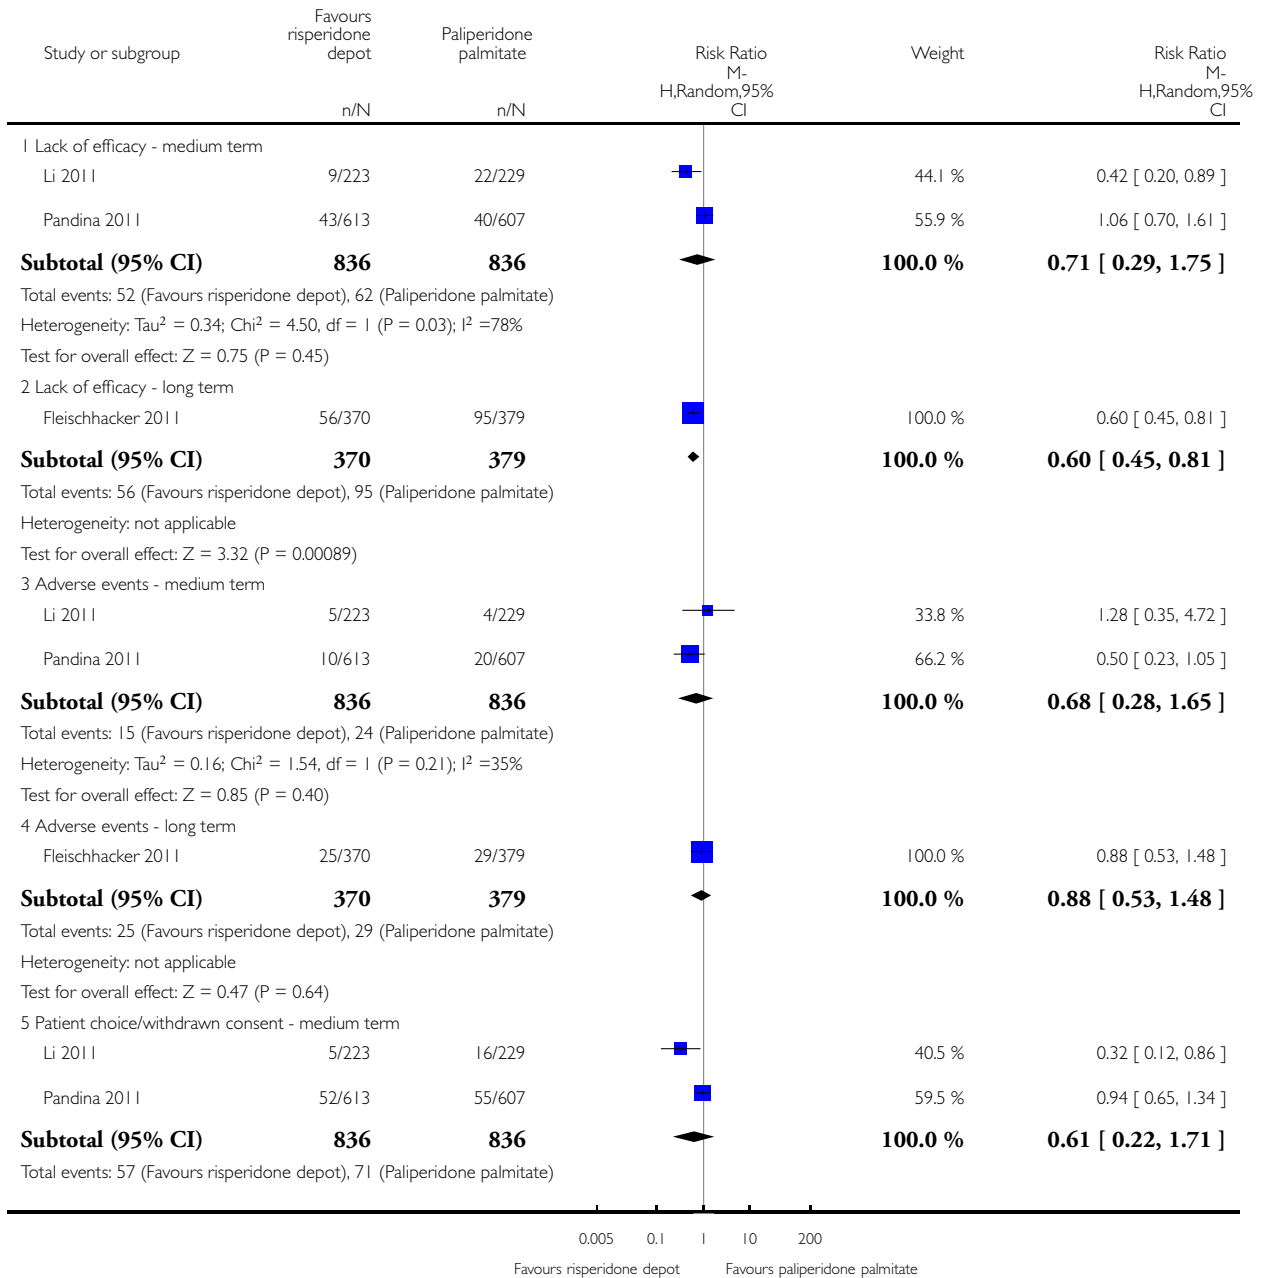 Study or subgroup Favours risperidone depot Paliperidone palmitate Risk Ratio Weight Risk Ratio
n/N n/N M-H,Random,95% CI M-H,Random,95% CI
1 Lack of efficacy - medium term
Li 2011 9/223 22/229 44.1 % 0.42 [ 0.20, 0.89 ]
Pandina 2011 43/613 40/607 55.9 % 1.06 [ 0.70, 1.61 ]
Subtotal (95% CI) 836 836 100.0 % 0.71 [ 0.29, 1.75 ]
Total events: 52 (Favours risperidone depot), 62 (Paliperidone palmitate)
Heterogeneity: Tau² = 0.34; Chi² = 4.50, df = 1 (P = 0.03); I² =78%
Test for overall effect: Z = 0.75 (P = 0.45)
2 Lack of efficacy - long term
Fleischhacker 2011 56/370 95/379 100.0 % 0.60 [ 0.45, 0.81 ]
Subtotal (95% CI) 370 379 100.0 % 0.60 [ 0.45, 0.81 ]
Total events: 56 (Favours risperidone depot), 95 (Paliperidone palmitate)
Heterogeneity: not applicable
Test for overall effect: Z = 3.32 (P = 0.00089)
3 Adverse events - medium term
Li 2011 5/223 4/229 33.8 % 1.28 [ 0.35, 4.72 ]
Pandina 2011 10/613 20/607 66.2 % 0.50 [ 0.23, 1.05 ]
Subtotal (95% CI) 836 836 100.0 % 0.68 [ 0.28, 1.65 ]
Total events: 15 (Favours risperidone depot), 24 (Paliperidone palmitate)
Heterogeneity: Tau² = 0.16; Chi² = 1.54, df = 1 (P = 0.21); I² =35%
Test for overall effect: Z = 0.85 (P = 0.40)
4 Adverse events - long term
Fleischhacker 2011 25/370 29/379 100.0 % 0.88 [ 0.53, 1.48 ]
Subtotal (95% CI) 370 379 100.0 % 0.88 [ 0.53, 1.48 ]
Total events: 25 (Favours risperidone depot), 29 (Paliperidone palmitate)
Heterogeneity: not applicable
Test for overall effect: Z = 0.47 (P = 0.64)
5 Patient choice/withdrawn consent - medium term
Li 2011 5/223 16/229 40.5 % 0.32 [ 0.12, 0.86 ]
Pandina 2011 52/613 55/607 59.5 % 0.94 [ 0.65, 1.34 ]
Subtotal (95% CI) 836 836 100.0 % 0.61 [ 0.22, 1.71 ]
Total events: 57 (Favours risperidone depot), 71 (Paliperidone palmitate)
0.005 0.1 1 10 200
Favours risperidone depot Favours paliperidone palmitate